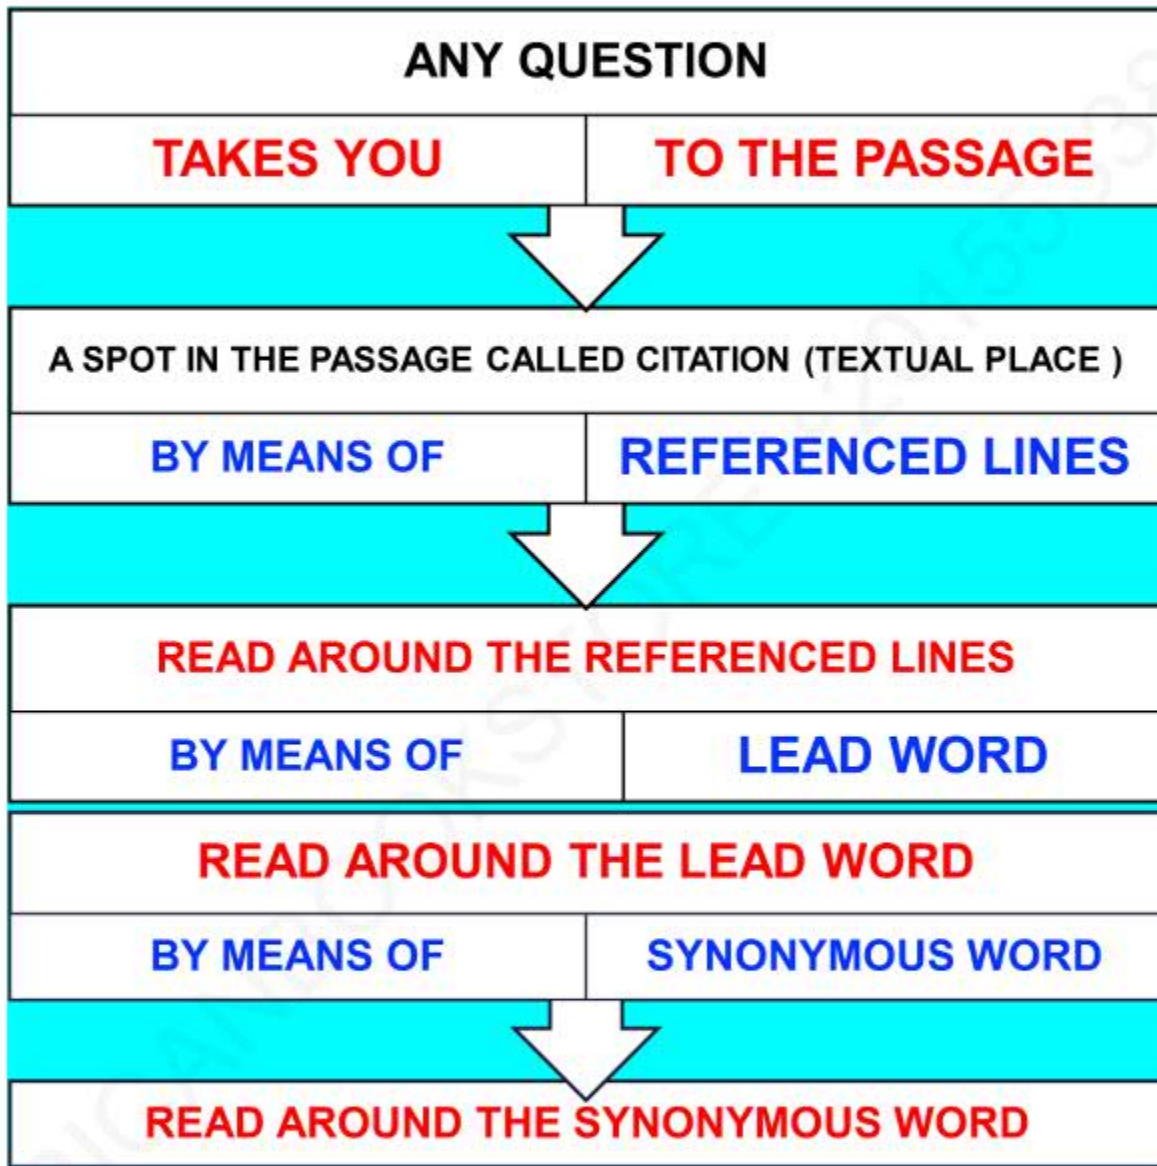 ANY QUESTION
TAKES YOU TO THE PASSAGE
A SPOT IN THE PASSAGE CALLED CITATION (TEXTUAL PLACE )
BY MEANS OF REFERENCED LINES
READ AROUND THE REFERENCED LINES
BY MEANS OF LEAD WORD
READ AROUND THE LEAD WORD
BY MEANS OF SYNONYMOUS WORD
READ AROUND THE SYNONYMOUS WORD